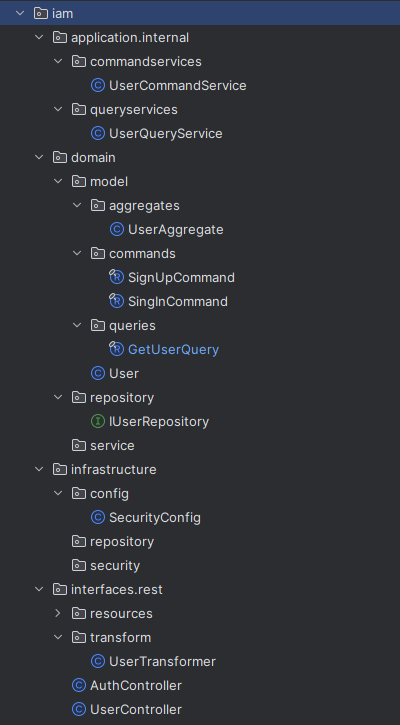 iam
application.internal
commandservices
UserCommandService
queryservices
UserQueryService
domain
model
aggregates
UserAggregate
commands
SignUpCommand
SingInCommand
queries
GetUserQuery
User
repository
IUserRepository
service
infrastructure
config
SecurityConfig
repository
security
interfaces.rest
resources
transform
UserTransformer
AuthController
UserController